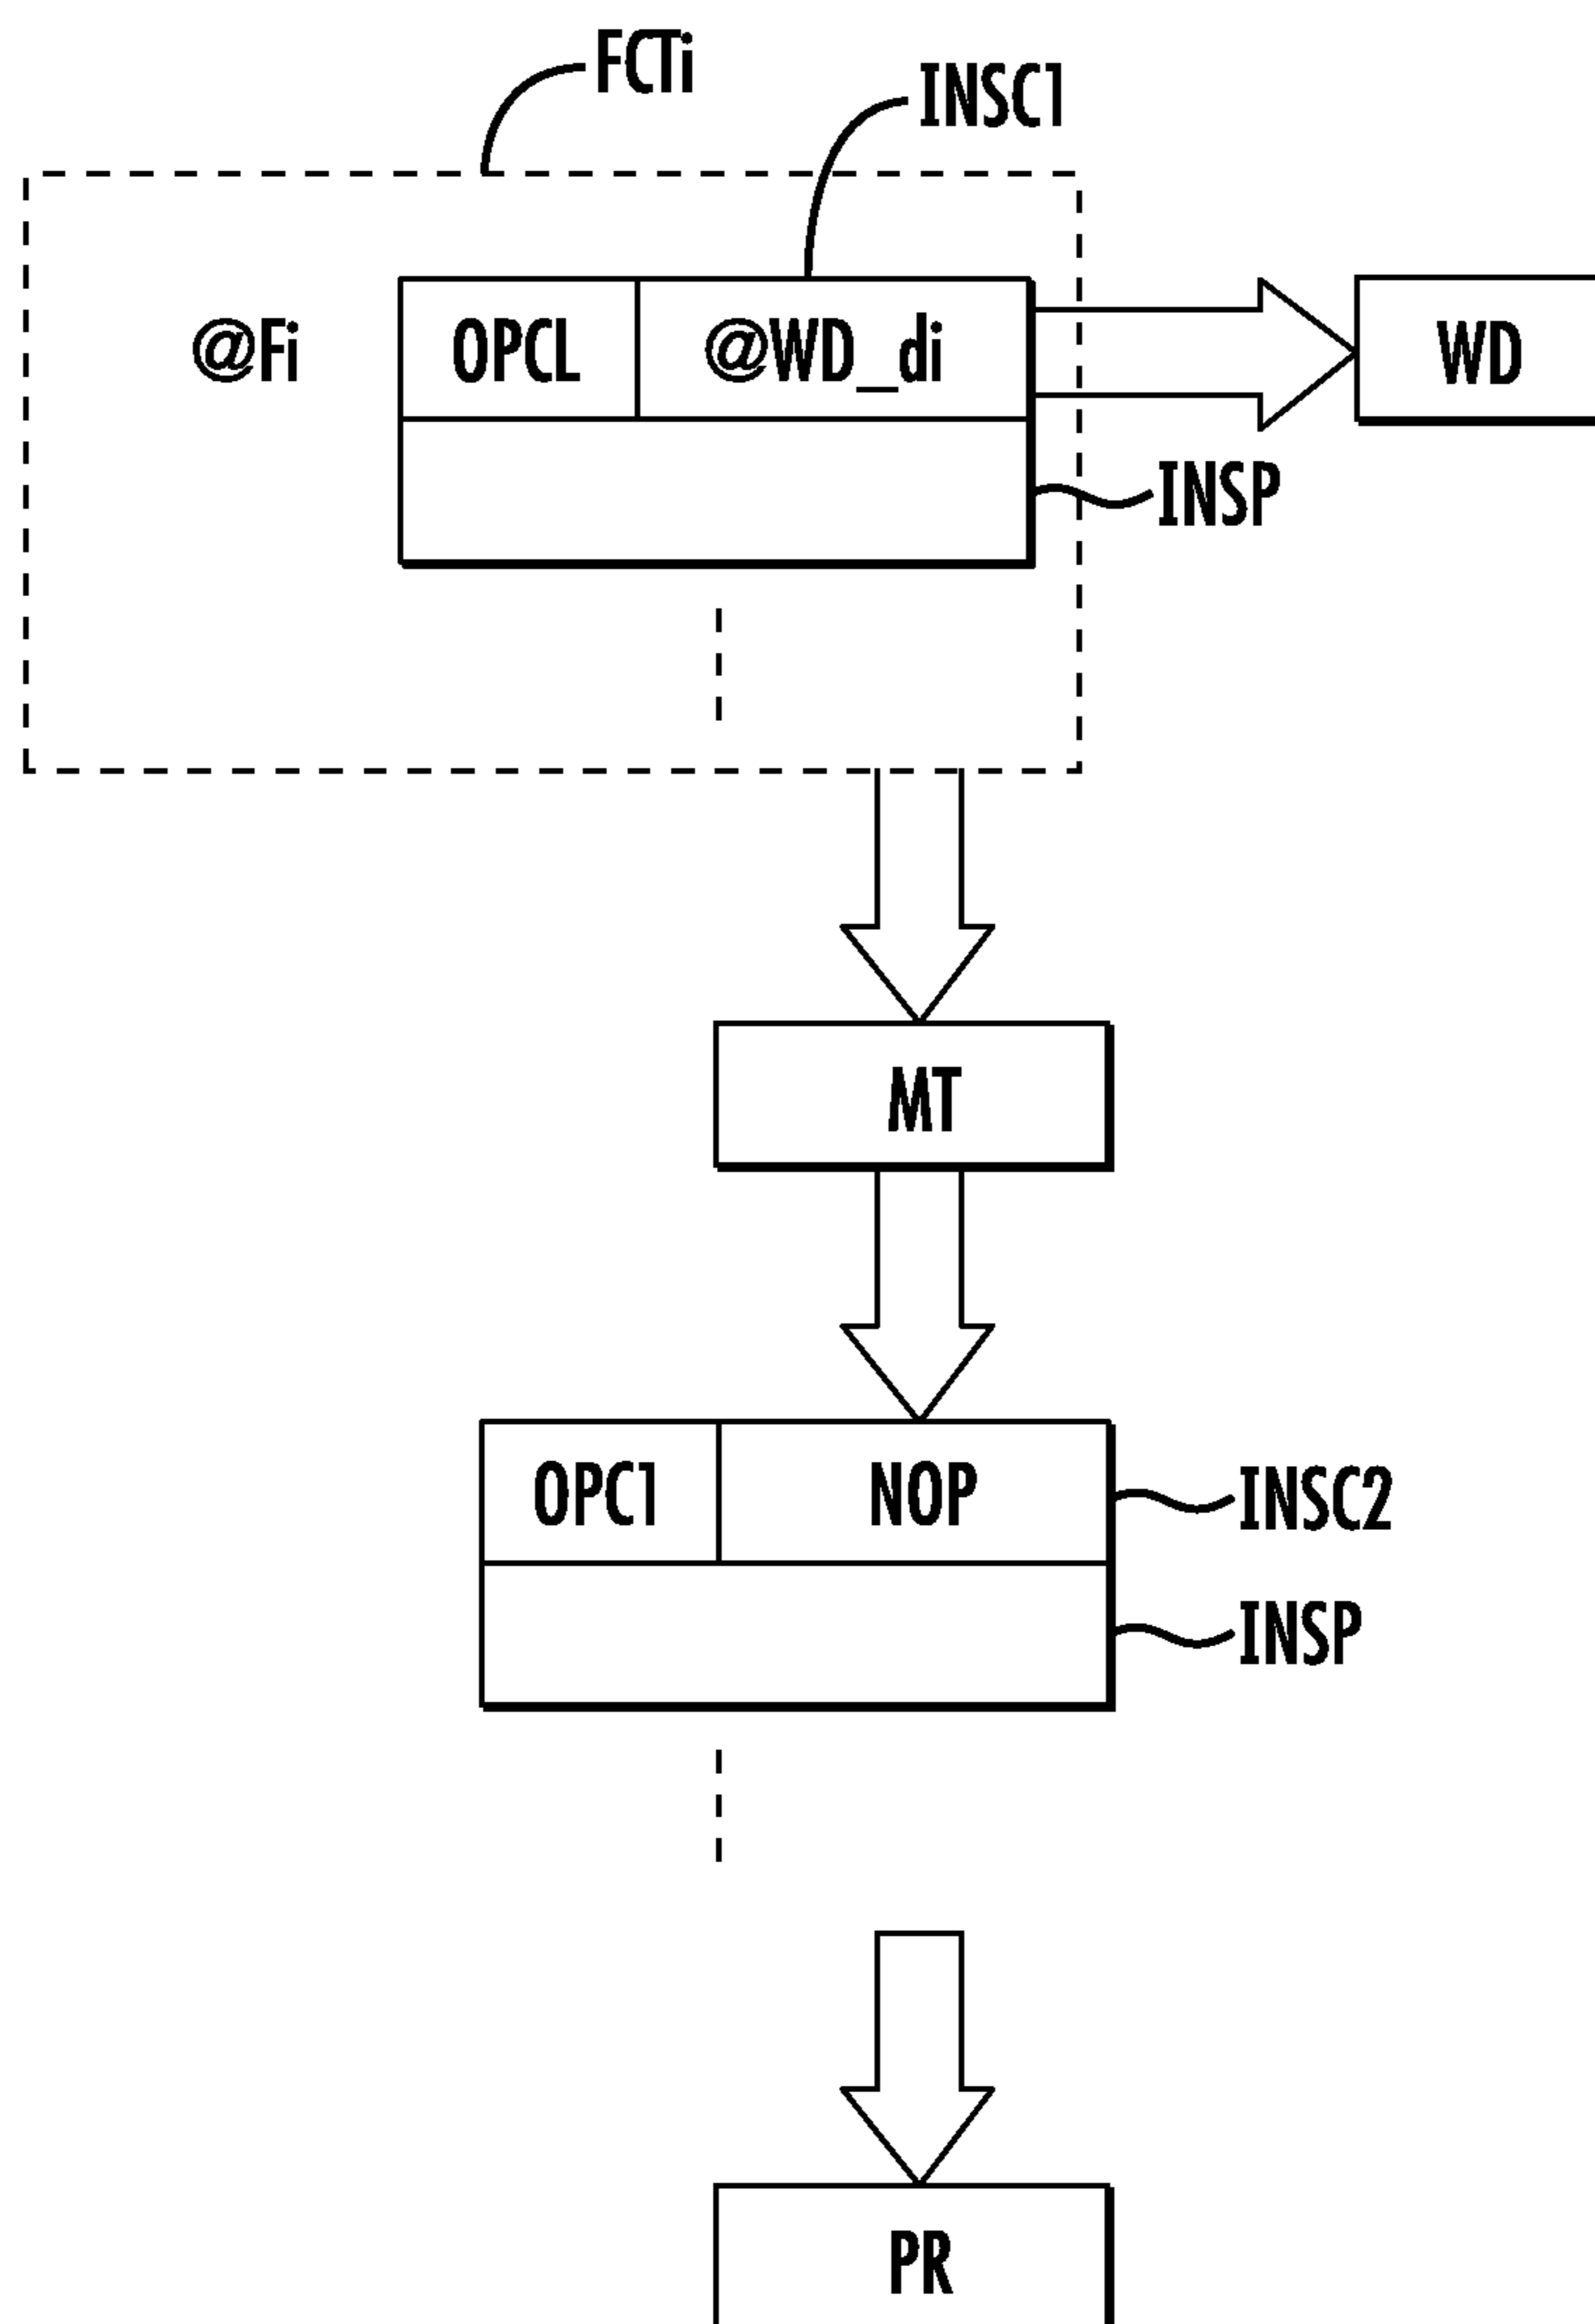 FCTi
INSC1
@Fi
OPCL
@WD_di
WD
INSP
MT
OPC1
NOP
INSC2
INSP
PR